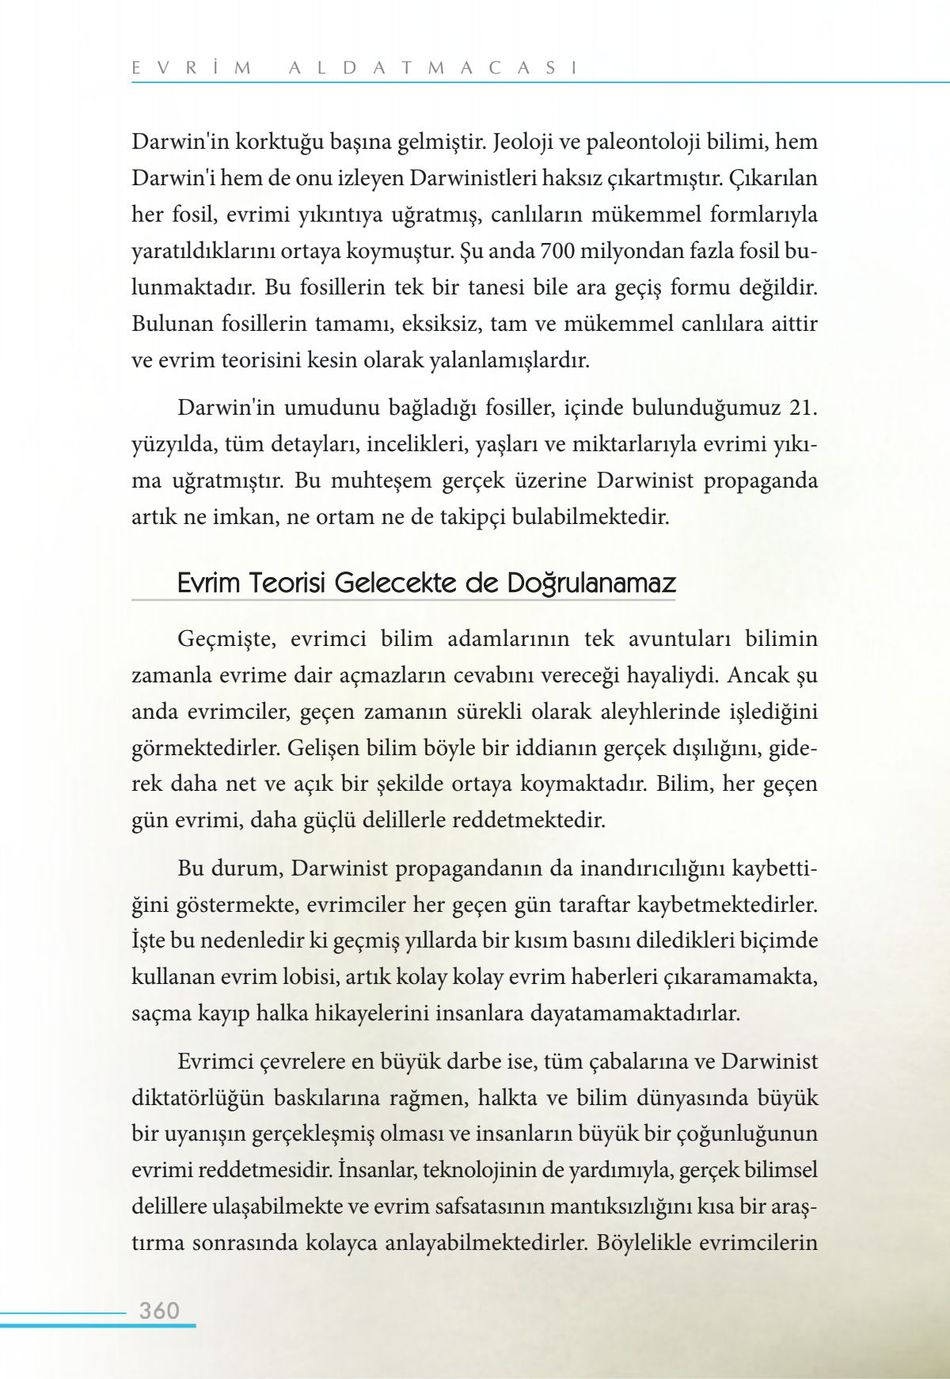 EVRİM ALDATMACASI
Darwin'in korktuğu başına gelmiştir. Jeoloji ve paleontoloji bilimi, hem
Darwin'i hem de onu izleyen Darwinistleri haksız çıkartmıştır. Çıkarılan
her fosil, evrimi yıkıntıya uğratmış, canlıların mükemmel formlarıyla
yaratıldıklarını ortaya koymuştur. Şu anda 700 milyondan fazla fosil bu-
lunmaktadır. Bu fosillerin tek bir tanesi bile ara geçiş formu değildir.
Bulunan fosillerin tamamı, eksiksiz, tam ve mükemmel canlılara aittir
ve evrim teorisini kesin olarak yalanlamışlardır.
Darwin'in umudunu bağladığı fosiller, içinde bulunduğumuz 21.
yüzyılda, tüm detayları, incelikleri, yaşları ve miktarlarıyla evrimi yıkı-
ma uğratmıştır. Bu muhteşem gerçek üzerine Darwinist propaganda
artık ne imkan, ne ortam ne de takipçi bulabilmektedir.
Evrim Teorisi Gelecekte de Doğrulanamaz
Geçmişte, evrimci bilim adamlarının tek avuntuları bilimin
zamanla evrime dair açmazların cevabını vereceği hayaliydi. Ancak şu
anda evrimciler, geçen zamanın sürekli olarak aleyhlerinde işlediğini
görmektedirler. Gelişen bilim böyle bir iddianın gerçek dışılığını, gide-
rek daha net ve açık bir şekilde ortaya koymaktadır. Bilim, her geçen
gün evrimi, daha güçlü delillerle reddetmektedir.
Bu durum, Darwinist propagandanın da inandırıcılığını kaybetti-
ğini göstermekte, evrimciler her geçen gün taraftar kaybetmektedirler.
İşte bu nedenledir ki geçmiş yıllarda bir kısım basını diledikleri biçimde
kullanan evrim lobisi, artık kolay kolay evrim haberleri çıkaramamakta,
saçma kayıp halka hikayelerini insanlara dayatamamaktadırlar.
Evrimci çevrelere en büyük darbe ise, tüm çabalarına ve Darwinist
diktatörlüğün baskılarına rağmen, halkta ve bilim dünyasında büyük
bir uyanışın gerçekleşmiş olması ve insanların büyük bir çoğunluğunun
evrimi reddetmesidir. İnsanlar, teknolojinin de yardımıyla, gerçek bilimsel
delillere ulaşabilmekte ve evrim safsatasının mantıksızlığını kısa bir araş-
tırma sonrasında kolayca anlayabilmektedirler. Böylelikle evrimcilerin
360